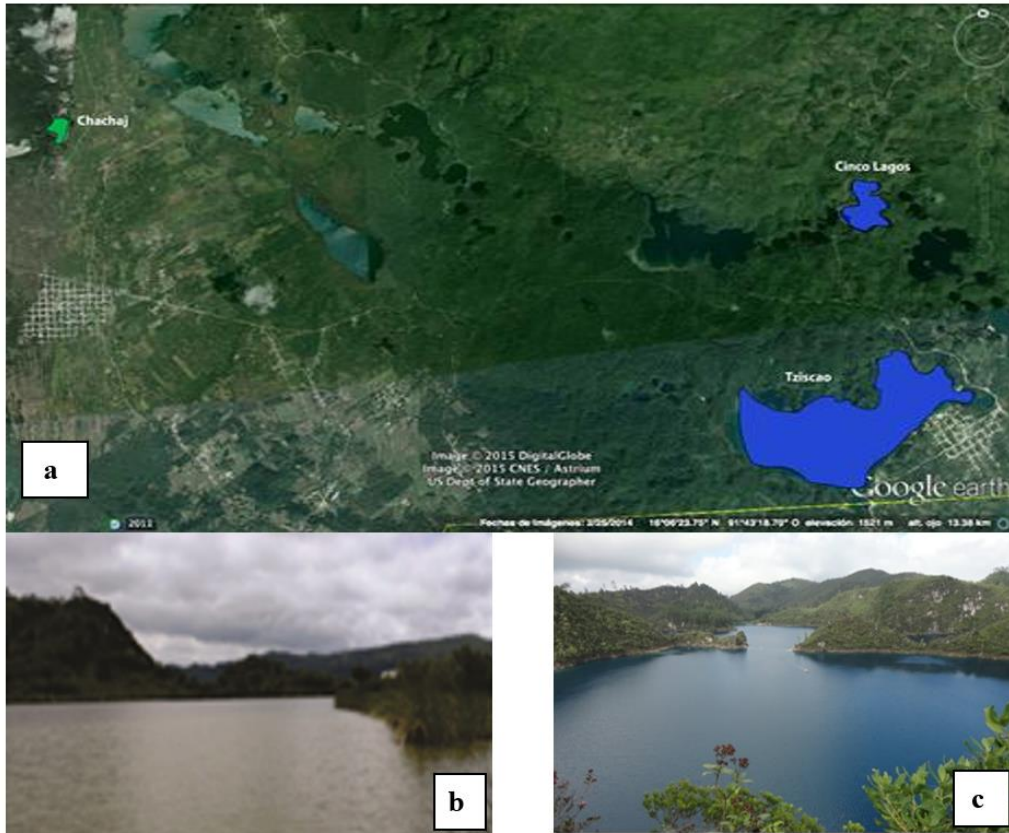 Chachaj
Cinco Lagos
Tziscao
a
Image © 2015 DigitalGlobe
Image © 2015 CNES / Astrium
US Dept of State Geographer
Google earth
2011
Fechas de imágenes: 2/25/2014 16°06'23.75" N 91°43'18.79" O elevación 1521 m alt. ojo 13.38 km
b
c